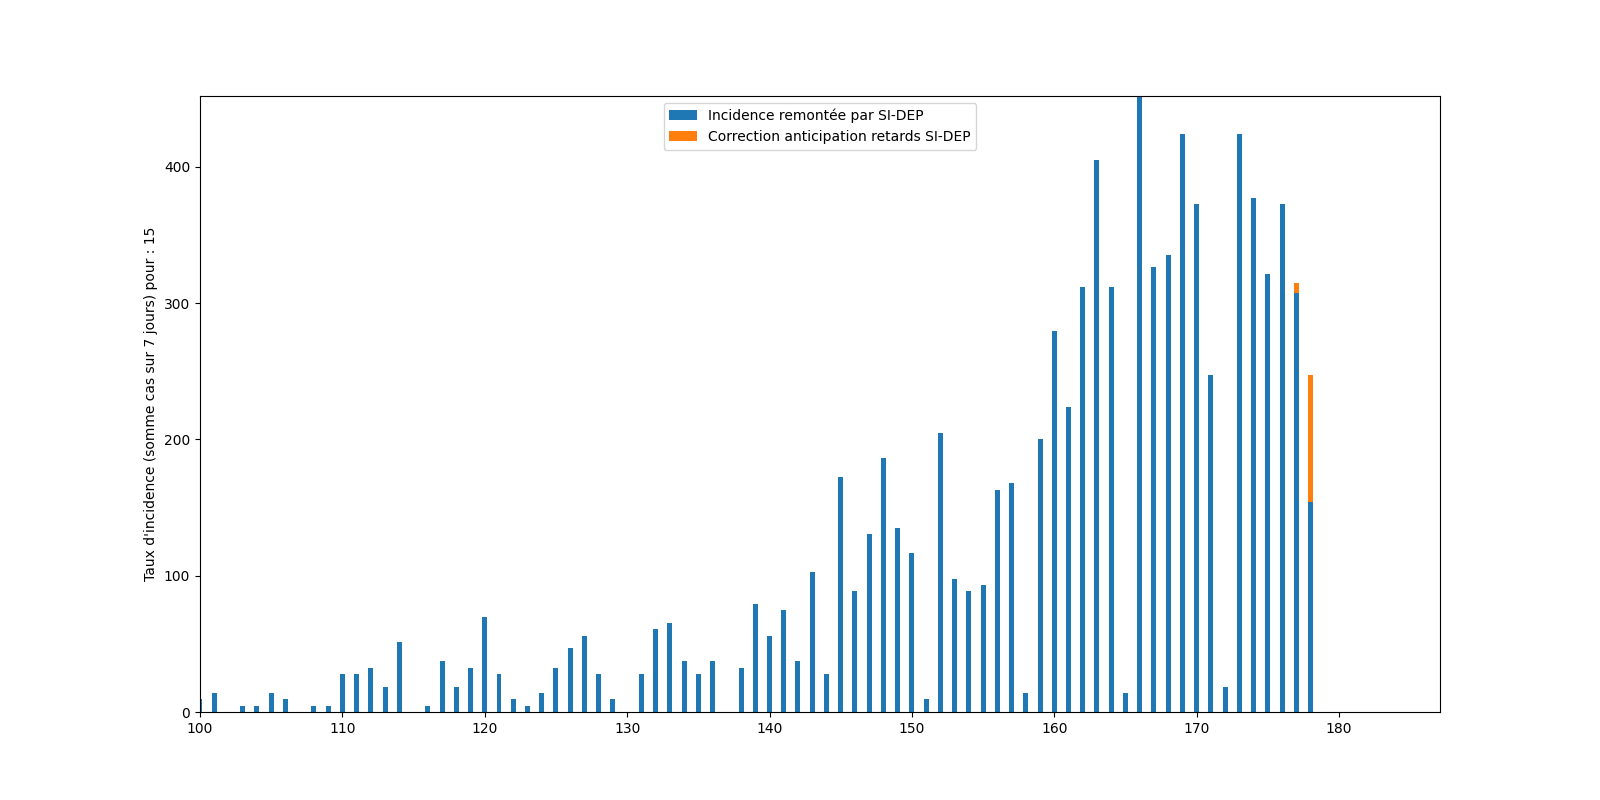 Incidence remontée par SI-DEP
Correction anticipation retards SI-DEP
Taux d'incidence (somme cas sur 7 jours) pour : 15
400
300
200
100
0
100 110 120 130 140 150 160 170 180